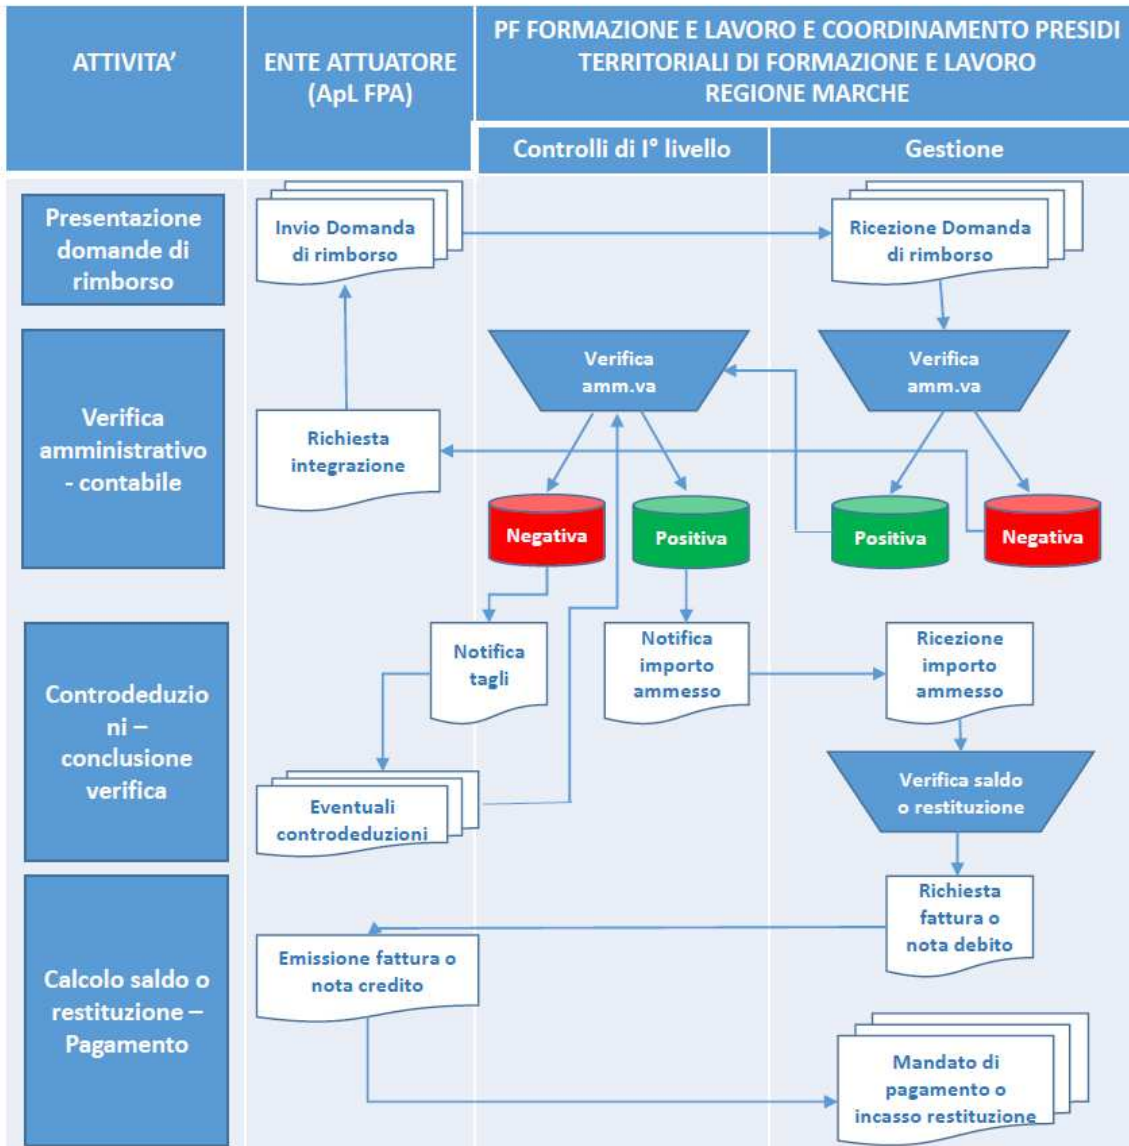 ATTIVITA’
ENTE ATTUATORE
(ApL FPA)
PF FORMAZIONE E LAVORO E COORDINAMENTO PRESIDI
TERRITORIALI DI FORMAZIONE E LAVORO
REGIONE MARCHE
Controlli di I° livello
Gestione
Presentazione
domande di
rimborso
Invio Domanda
di rimborso
Ricezione Domanda
di rimborso
Verifica
amministrativo
- contabile
Richiesta
integrazione
Verifica
amm.va
Verifica
amm.va
Negativa
Positiva
Positiva
Negativa
Controdeduzio
ni –
conclusione
verifica
Notifica
tagli
Notifica
importo
ammesso
Ricezione
importo
ammesso
Eventuali
controdeduzioni
Verifica saldo
o restituzione
Calcolo saldo o
restituzione –
Pagamento
Richiesta
fattura o
nota debito
Emissione fattura o
nota credito
Mandato di
pagamento o
incasso restituzione